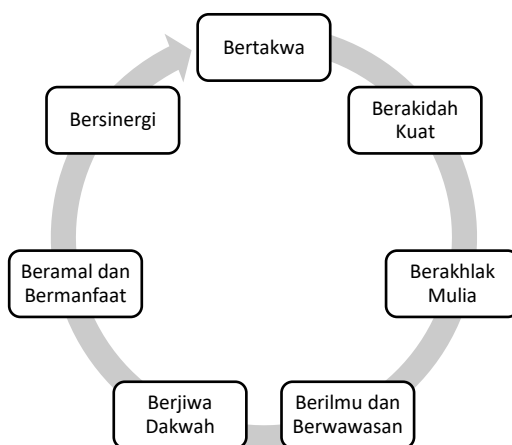 Bertakwa
Berakidah
Kuat
Berakhlak
Mulia
Berilmu dan
Berwawasan
Berjiwa
Dakwah
Beramal dan
Bermanfaat
Bersinergi